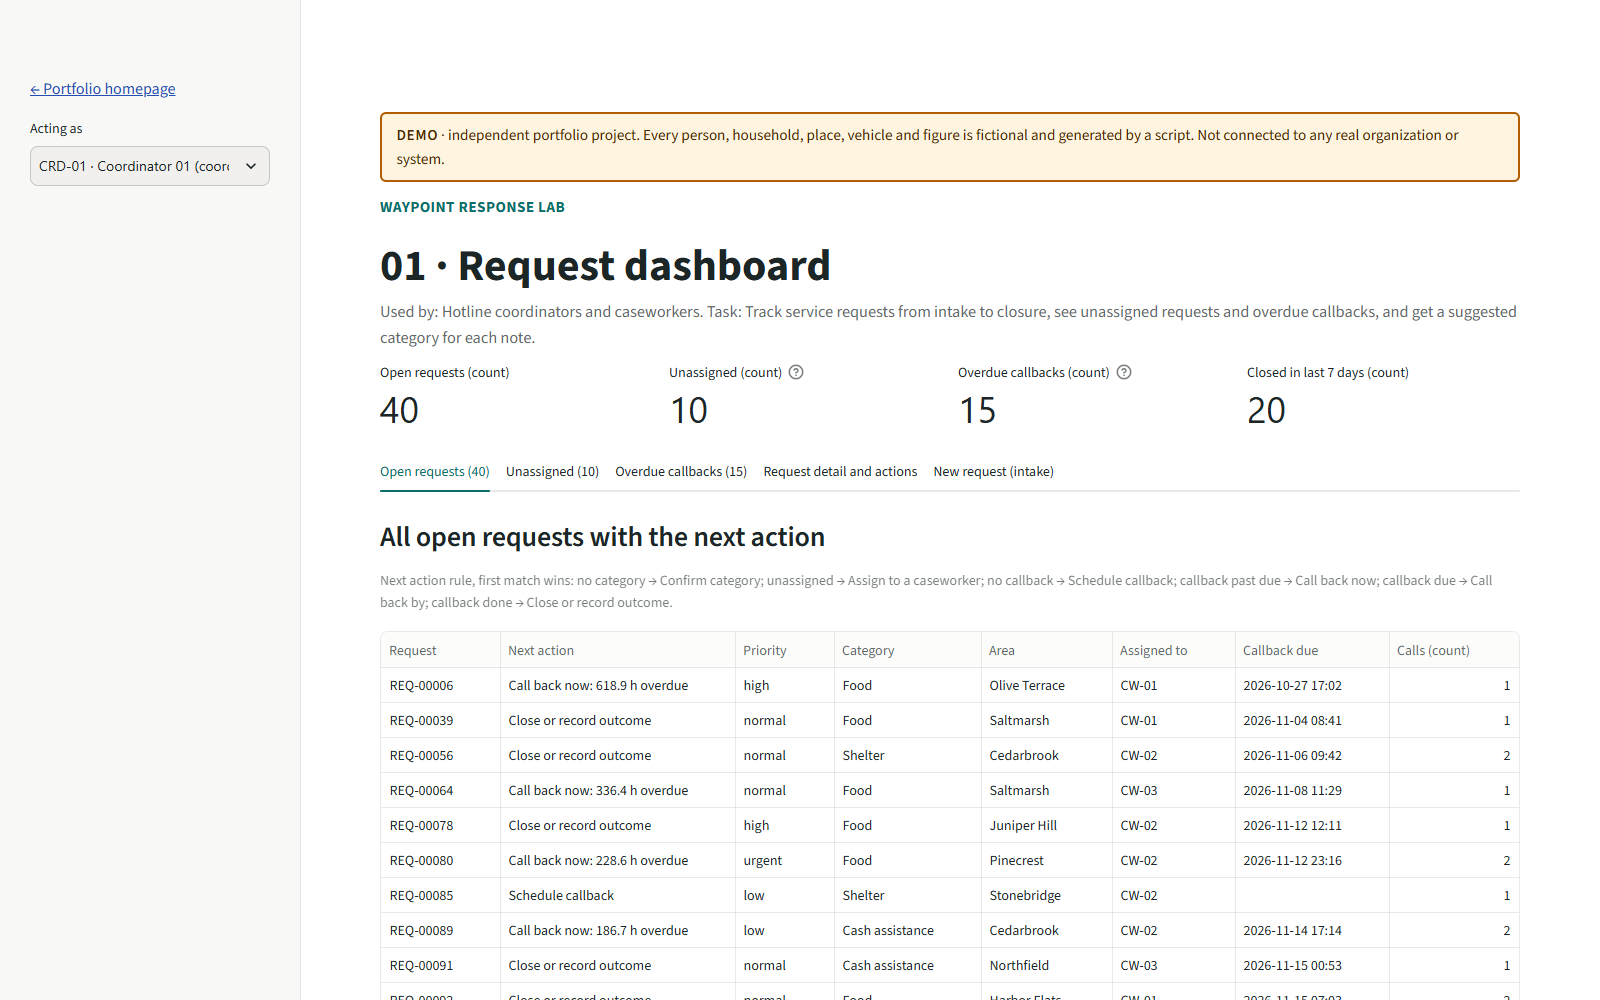 ← Portfolio homepage
Acting as
CRD-01 · Coordinator 01 (coord
DEMO · independent portfolio project. Every person, household, place, vehicle and figure is fictional and generated by a script. Not connected to any real organization or
system.
WAYPOINT RESPONSE LAB
01 · Request dashboard
Used by: Hotline coordinators and caseworkers. Task: Track service requests from intake to closure, see unassigned requests and overdue callbacks, and get a suggested
category for each note.
Open requests (count) Unassigned (count) Overdue callbacks (count) Closed in last 7 days (count)
40 10 15 20
Open requests (40) Unassigned (10) Overdue callbacks (15) Request detail and actions New request (intake)
All open requests with the next action
Next action rule, first match wins: no category → Confirm category; unassigned → Assign to a caseworker; no callback → Schedule callback; callback past due → Call back now; callback due → Call
back by; callback done → Close or record outcome.
Request Next action Priority Category Area Assigned to Callback due Calls (count)
REQ-00006 Call back now: 618.9 h overdue high Food Olive Terrace CW-01 2026-10-27 17:02 1
REQ-00039 Close or record outcome normal Food Saltmarsh CW-01 2026-11-04 08:41 1
REQ-00056 Close or record outcome normal Shelter Cedarbrook CW-02 2026-11-06 09:42 2
REQ-00064 Call back now: 336.4 h overdue normal Food Saltmarsh CW-03 2026-11-08 11:29 1
REQ-00078 Close or record outcome high Food Juniper Hill CW-02 2026-11-12 12:11 1
REQ-00080 Call back now: 228.6 h overdue urgent Food Pinecrest CW-02 2026-11-12 23:16 2
REQ-00085 Schedule callback low Shelter Stonebridge CW-02 1
REQ-00089 Call back now: 186.7 h overdue low Cash assistance Cedarbrook CW-02 2026-11-14 17:14 2
REQ-00091 Close or record outcome normal Cash assistance Northfield CW-03 2026-11-15 00:53 1
Close or record outcome normal Food Harbor Flats CW-01